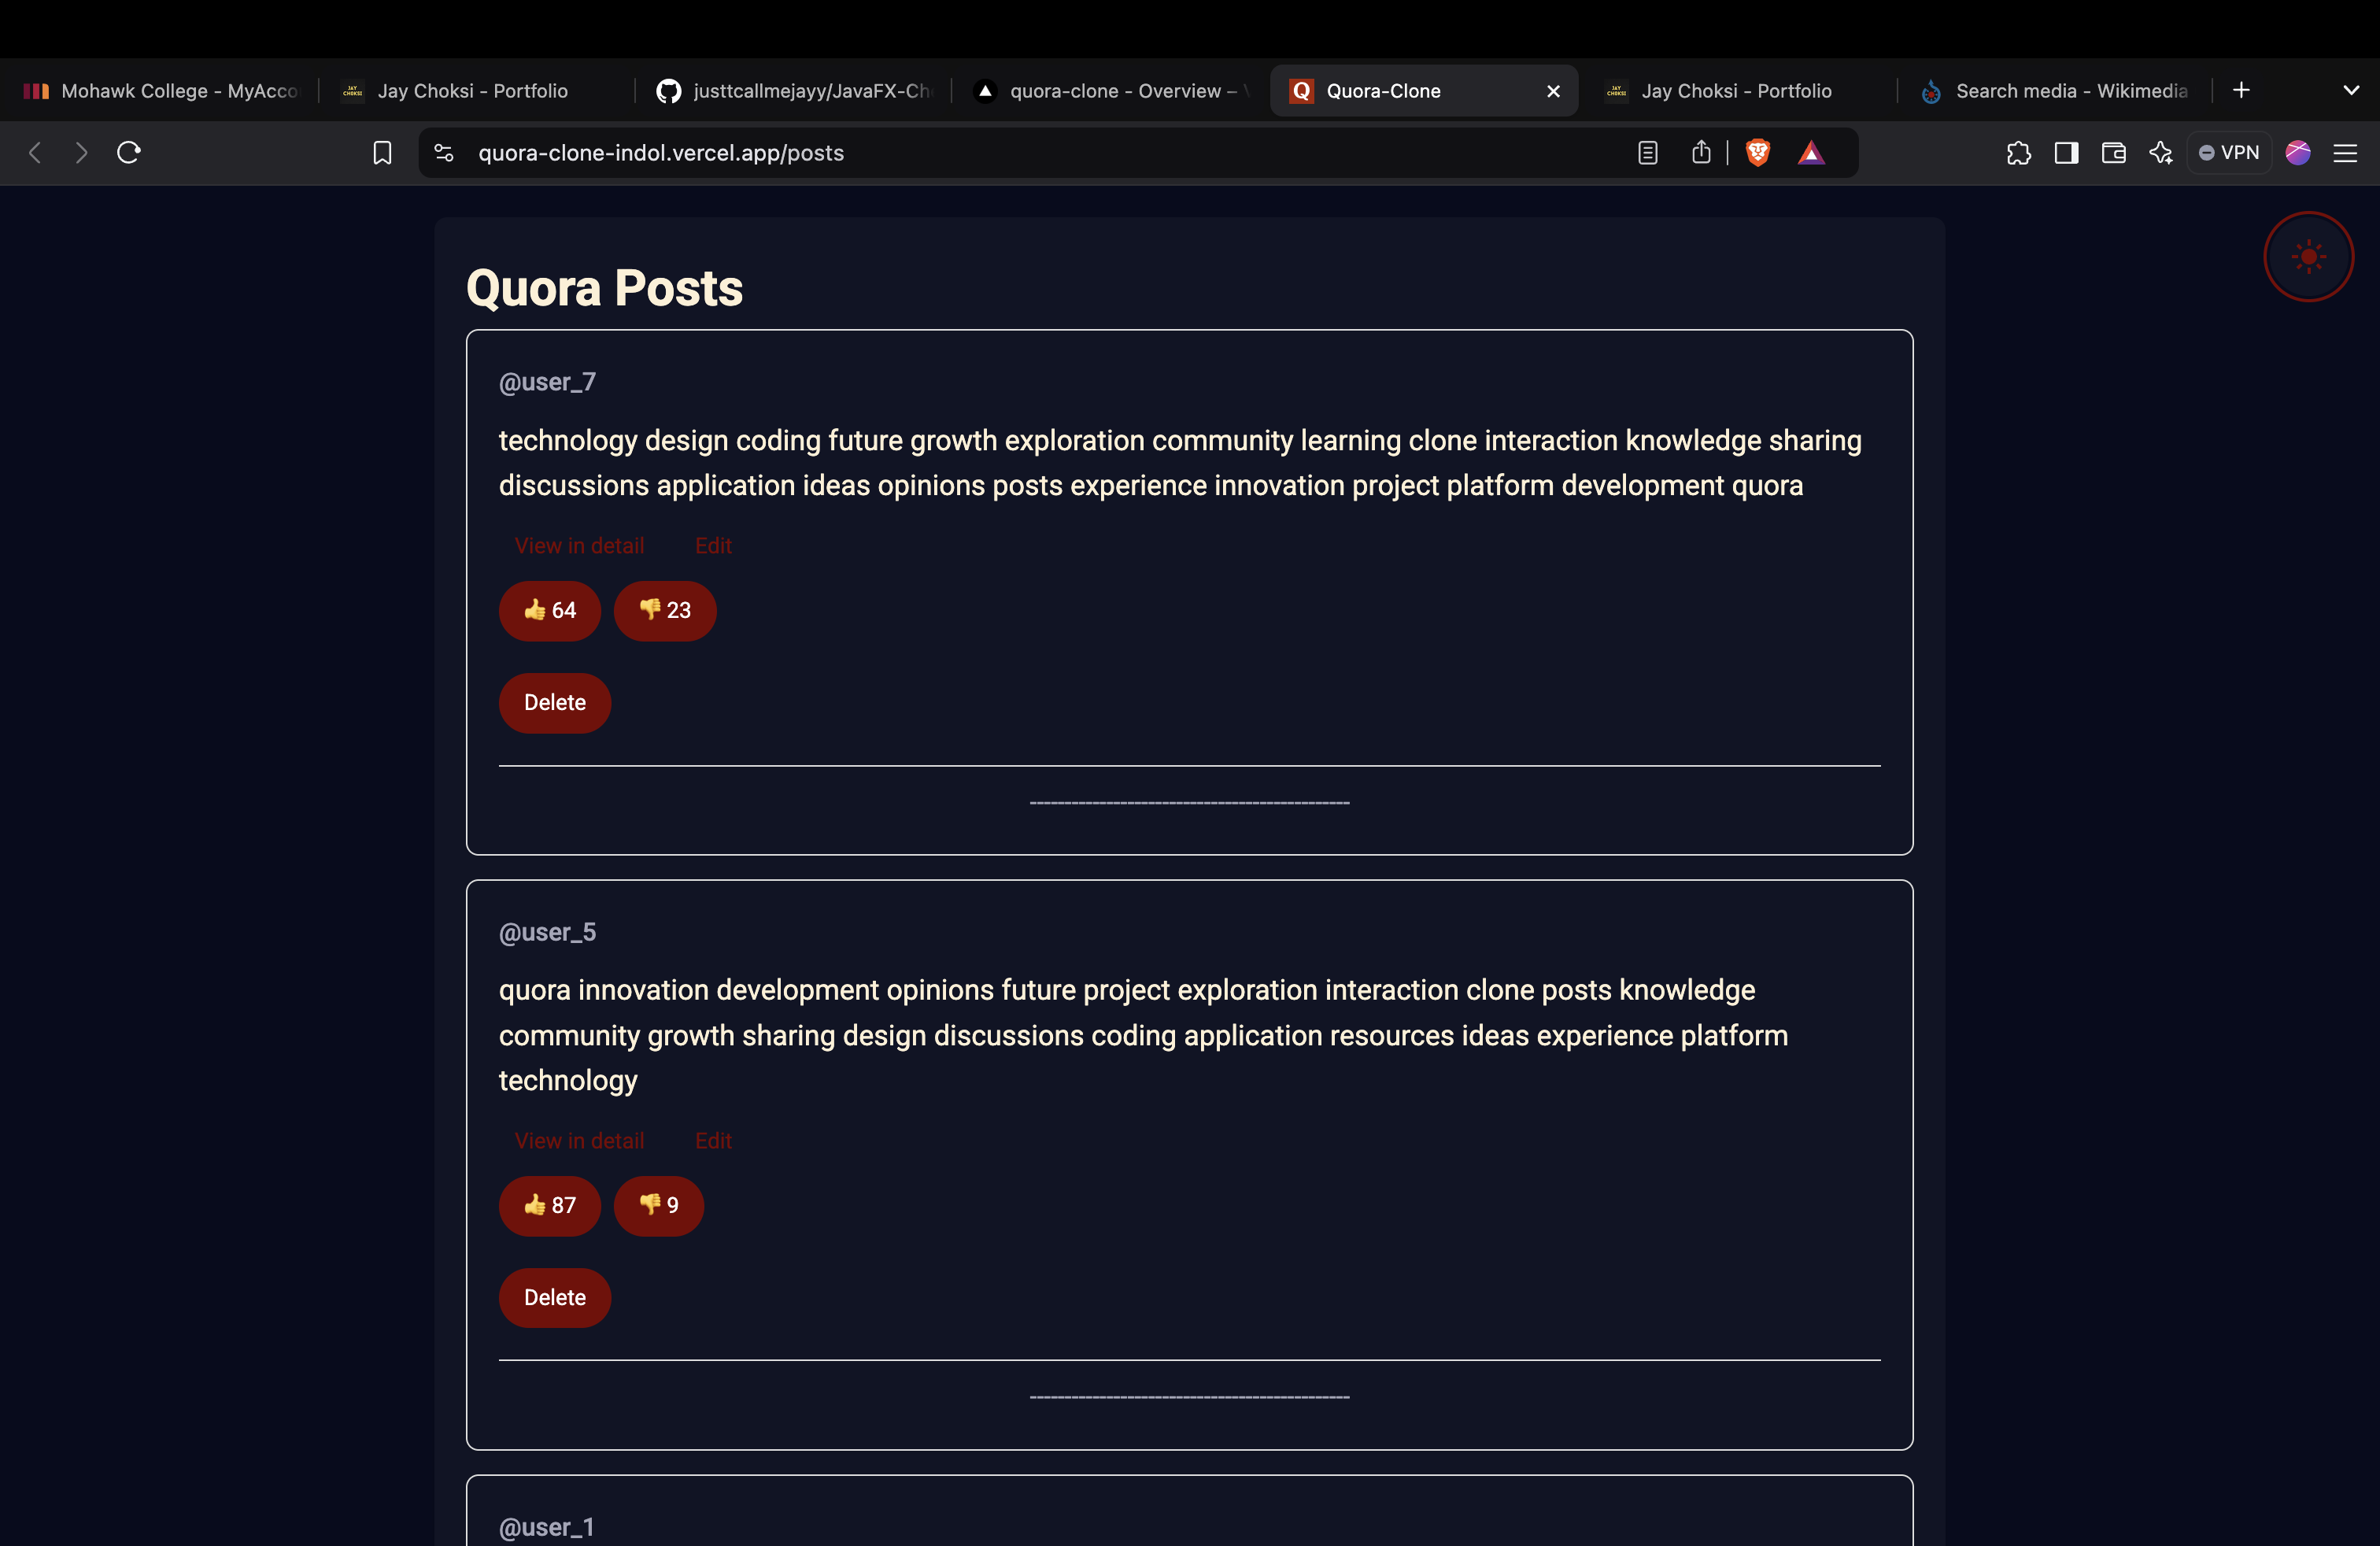 Mohawk College - MyAcco
Jay Choksi - Portfolio
justtcallmejayy/JavaFX-Ch
quora-clone - Overview –
Quora-Clone
Jay Choksi - Portfolio
Search media - Wikimedia
quora-clone-indol.vercel.app/posts
VPN
Quora Posts
@user_7
technology design coding future growth exploration community learning clone interaction knowledge sharing
discussions application ideas opinions posts experience innovation project platform development quora
View in detail Edit
👍 64 👎 23
Delete
----------------------------------------------
@user_5
quora innovation development opinions future project exploration interaction clone posts knowledge
community growth sharing design discussions coding application resources ideas experience platform
technology
View in detail Edit
👍 87 👎 9
Delete
----------------------------------------------
@user_1